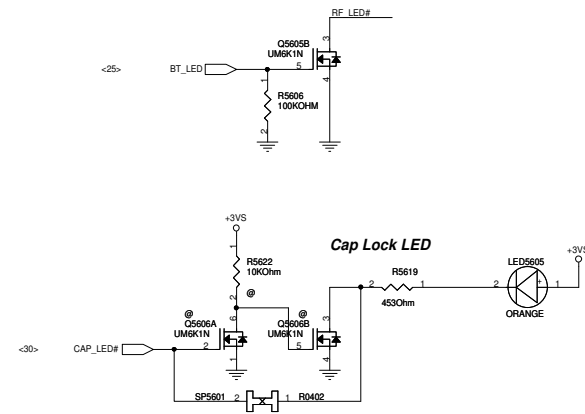 RF_LED#
3
Q5605B
UM6K1N
<25>
BT_LED
5
1
4
R5606
100KOHM
2
+3VS
1
Cap Lock LED
R5622
10KOhm
+3VS
LED5605
R5619
2
@
2
1
2
+
1
453Ohm
ORANGE
@
6
@
3
Q5606A
UM6K1N
Q5606B
UM6K1N
<30>
CAP_LED#
2
5
1
4
SP5601
2
1
R0402